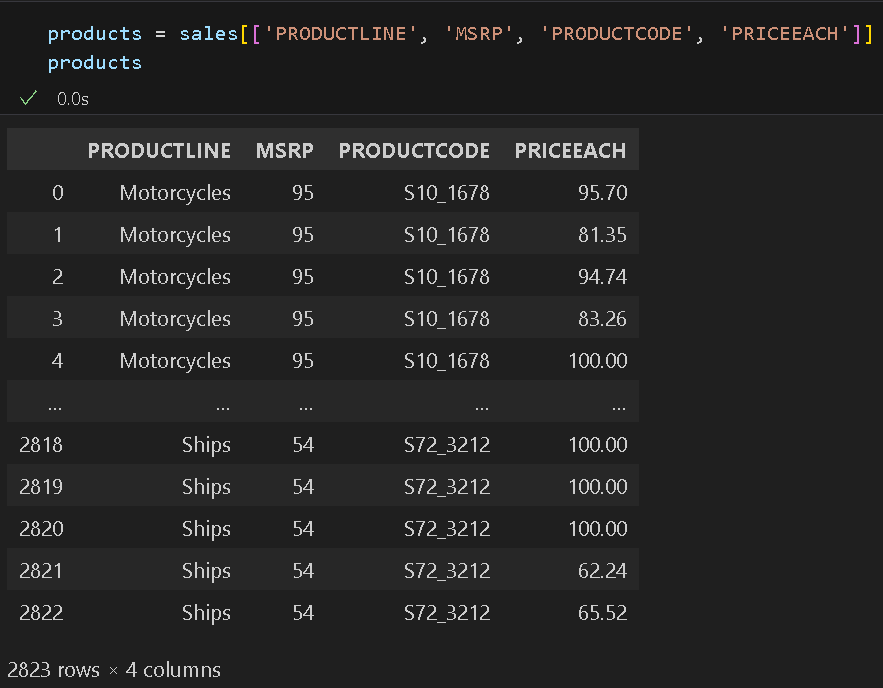 products = sales[['PRODUCTLINE', 'MSRP', 'PRODUCTCODE', 'PRICEEACH']]
products
✓ 0.0s
PRODUCTLINE MSRP PRODUCTCODE PRICEEACH
0 Motorcycles 95 S10_1678 95.70
1 Motorcycles 95 S10_1678 81.35
2 Motorcycles 95 S10_1678 94.74
3 Motorcycles 95 S10_1678 83.26
4 Motorcycles 95 S10_1678 100.00
... ... ... ... ...
2818 Ships 54 S72_3212 100.00
2819 Ships 54 S72_3212 100.00
2820 Ships 54 S72_3212 100.00
2821 Ships 54 S72_3212 62.24
2822 Ships 54 S72_3212 65.52
2823 rows × 4 columns